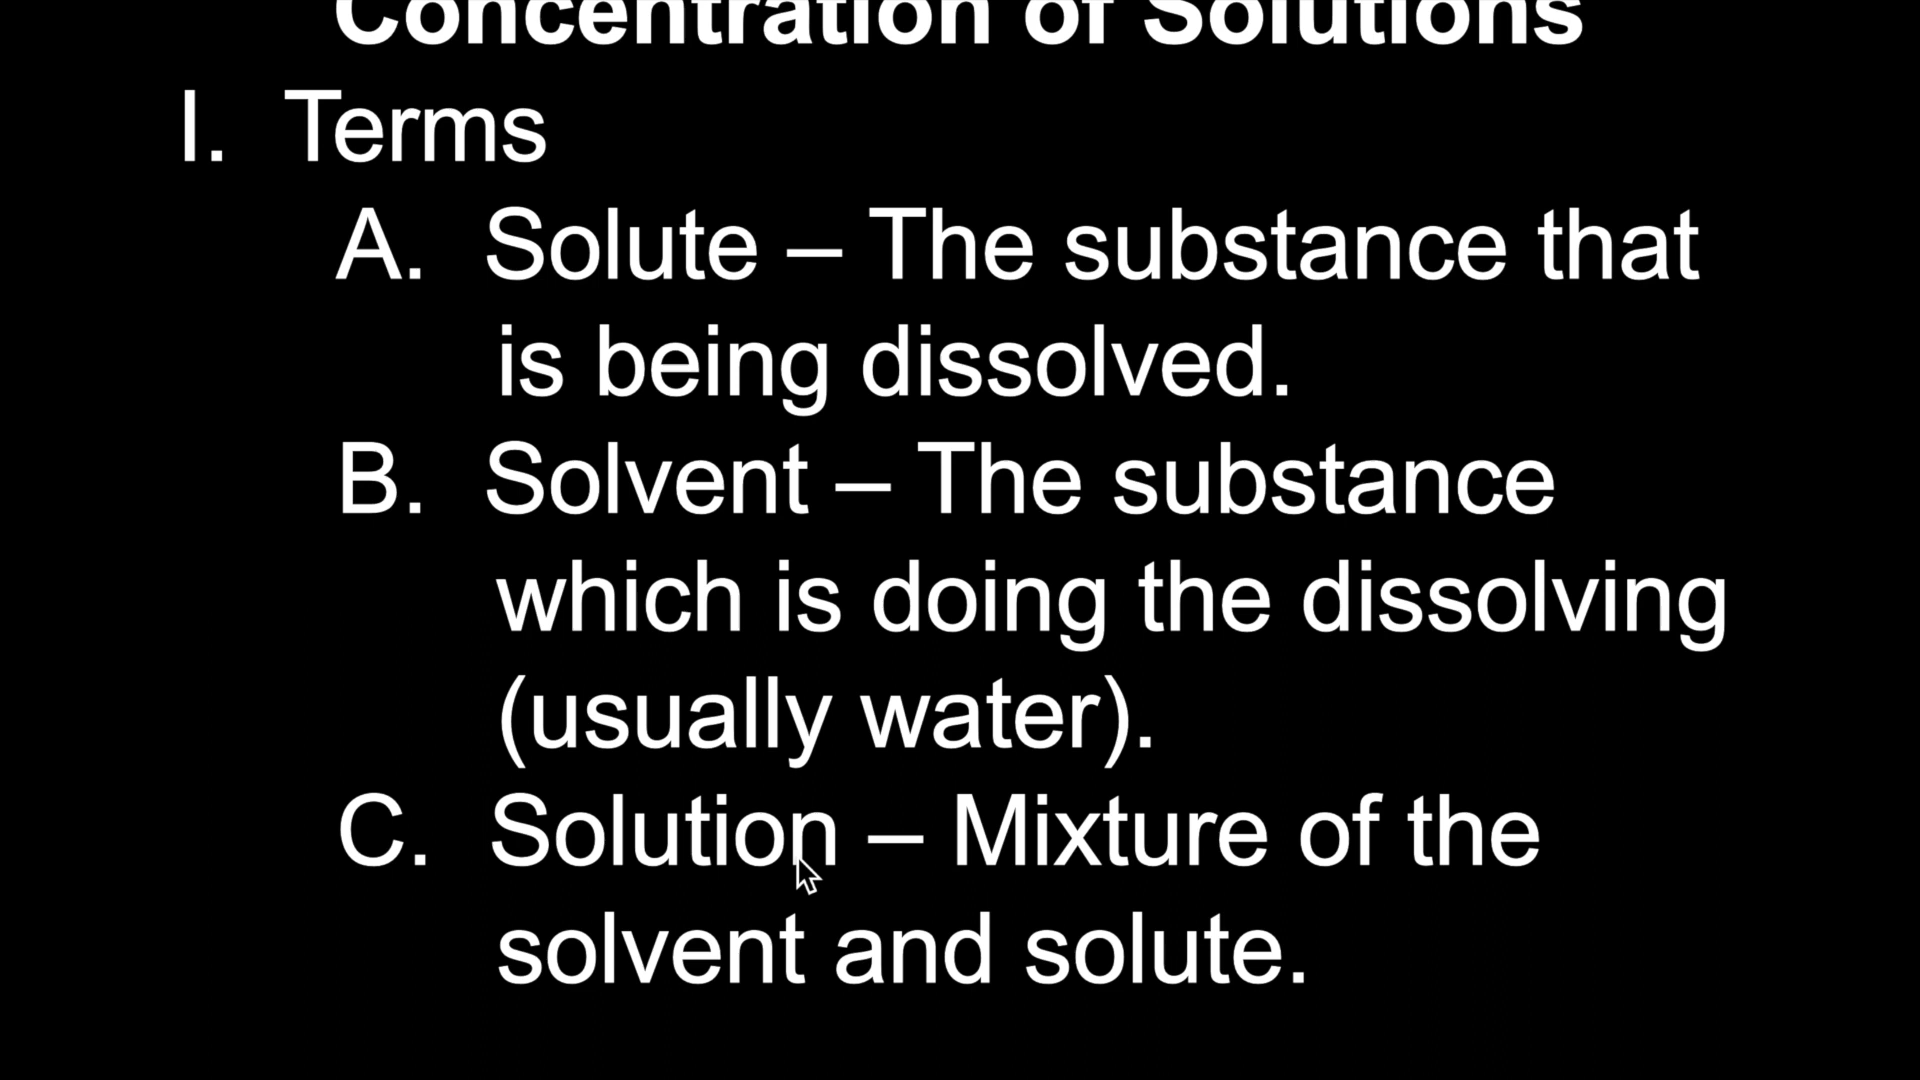 Concentration of Solutions
I. Terms
A. Solute – The substance that
is being dissolved.
B. Solvent – The substance
which is doing the dissolving
(usually water).
C. Solution – Mixture of the
solvent and solute.